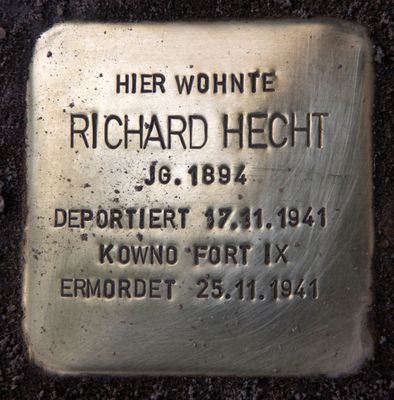 HIER WOHNTE
RICHARD HECHT
JG. 1894
DEPORTIERT 17.11.1941
KOWNO FORT IX
ERMORDET 25.11.1941